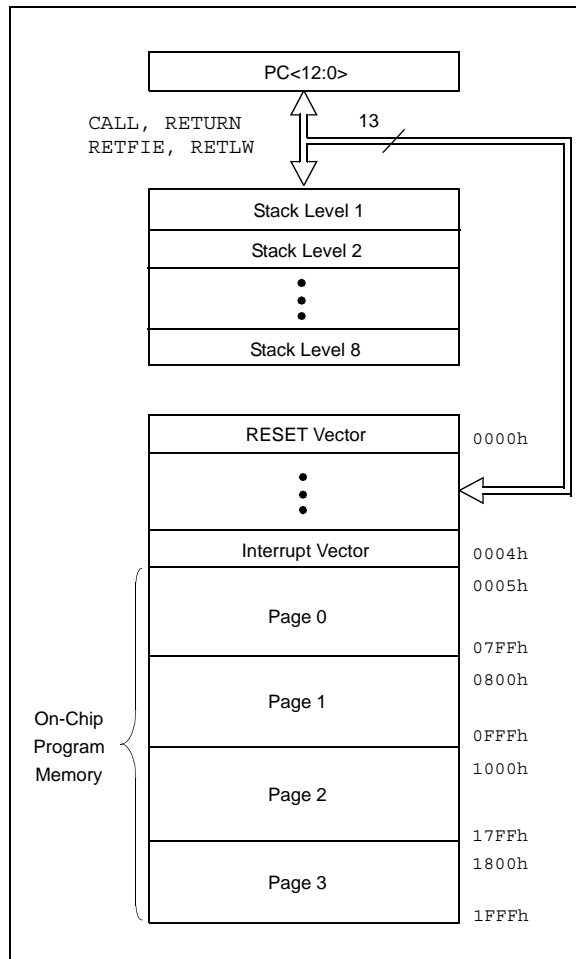 PC<12:0>
CALL, RETURN
RETFIE, RETLW
13
Stack Level 1
Stack Level 2
Stack Level 8
RESET Vector
0000h
Interrupt Vector
0004h
0005h
Page 0
07FFh
0800h
Page 1
0FFFh
On-Chip
Program
Memory
1000h
Page 2
17FFh
1800h
Page 3
1FFFh